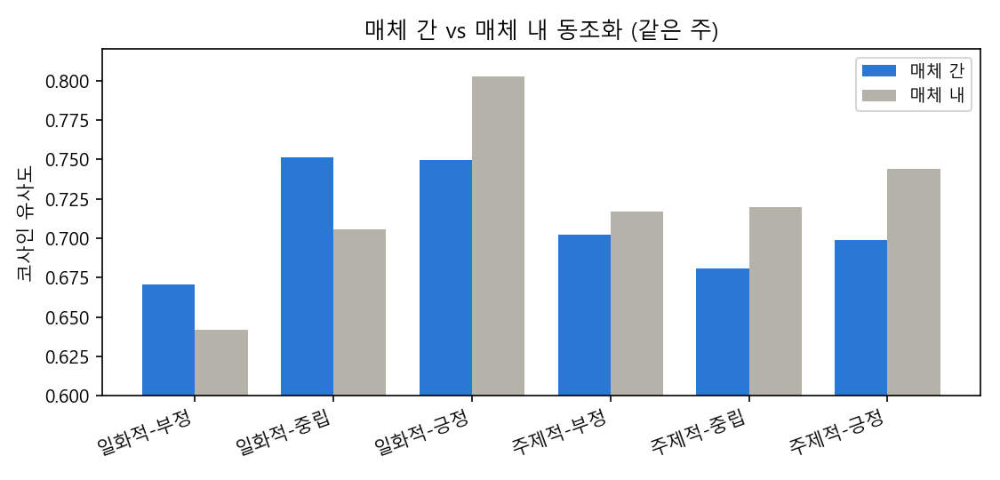 매체 간 vs 매체 내 동조화 (같은 주)
매체 간
매체 내
코사인 유사도
0.800
0.775
0.750
0.725
0.700
0.675
0.650
0.625
0.600
일화적-부정
일화적-중립
일화적-긍정
주제적-부정
주제적-중립
주제적-긍정